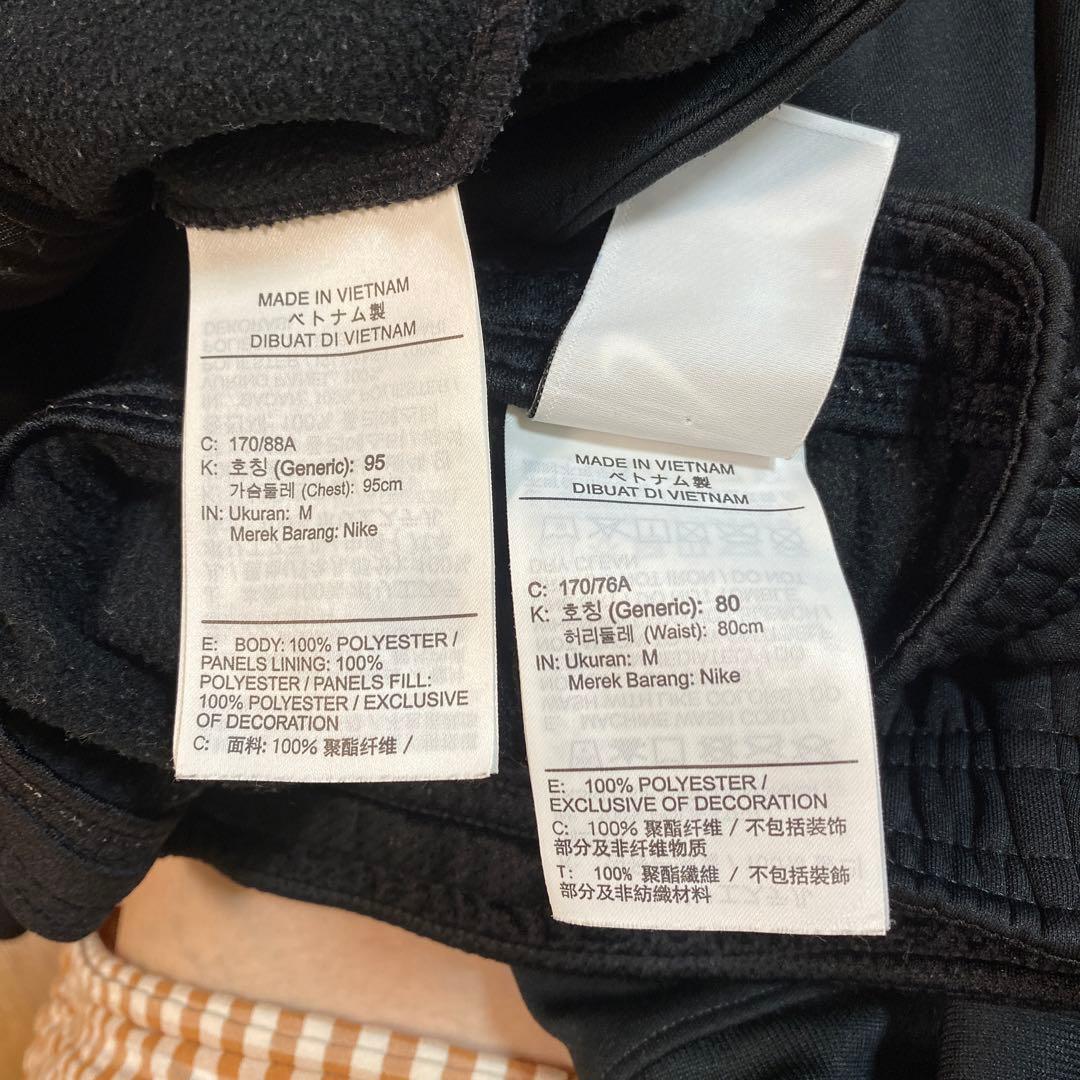 MADE IN VIETNAM
ベトナム製
DIBUAT DI VIETNAM
C: 170/88A
K: 호칭 (Generic): 95
가슴둘레 (Chest): 95cm
IN: Ukuran: M
Merek Barang: Nike
E: BODY: 100% POLYESTER /
PANELS LINING: 100%
POLYESTER / PANELS FILL:
100% POLYESTER / EXCLUSIVE
OF DECORATION
C: 面料: 100% 聚酯纤维 /
MADE IN VIETNAM
ベトナム製
DIBUAT DI VIETNAM
C: 170/76A
K: 호칭 (Generic): 80
허리둘레 (Waist): 80cm
IN: Ukuran: M
Merek Barang: Nike
E: 100% POLYESTER /
EXCLUSIVE OF DECORATION
C: 100% 聚酯纤维 / 不包括装饰
部分及非纤维物质
T: 100% 聚酯纖維 / 不包括裝飾
部分及非紡織材料